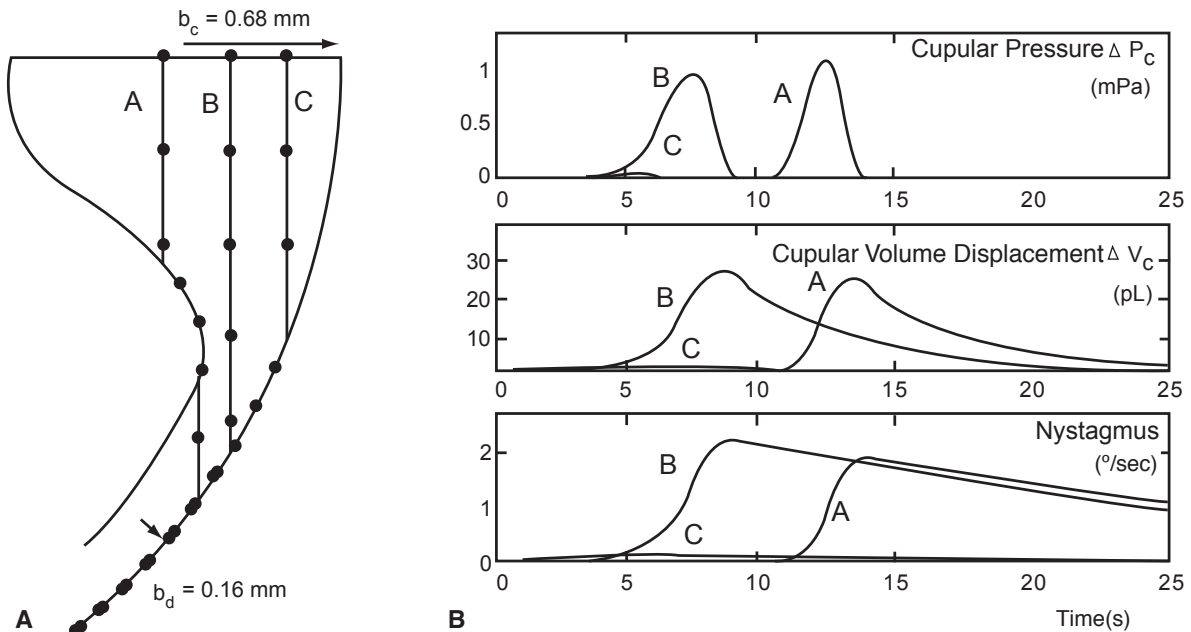 b_c = 0.68 mm
A B C
b_d = 0.16 mm
A
Cupular Pressure Δ P_c
(mPa)
1
0.5
0
B
A
C
0 5 10 15 20 25
Cupular Volume Displacement Δ V_c
(pL)
30
20
10
B
A
C
0 5 10 15 20 25
Nystagmus
(º/sec)
2
1
0
B
A
C
0 5 10 15 20 25
B
Time(s)